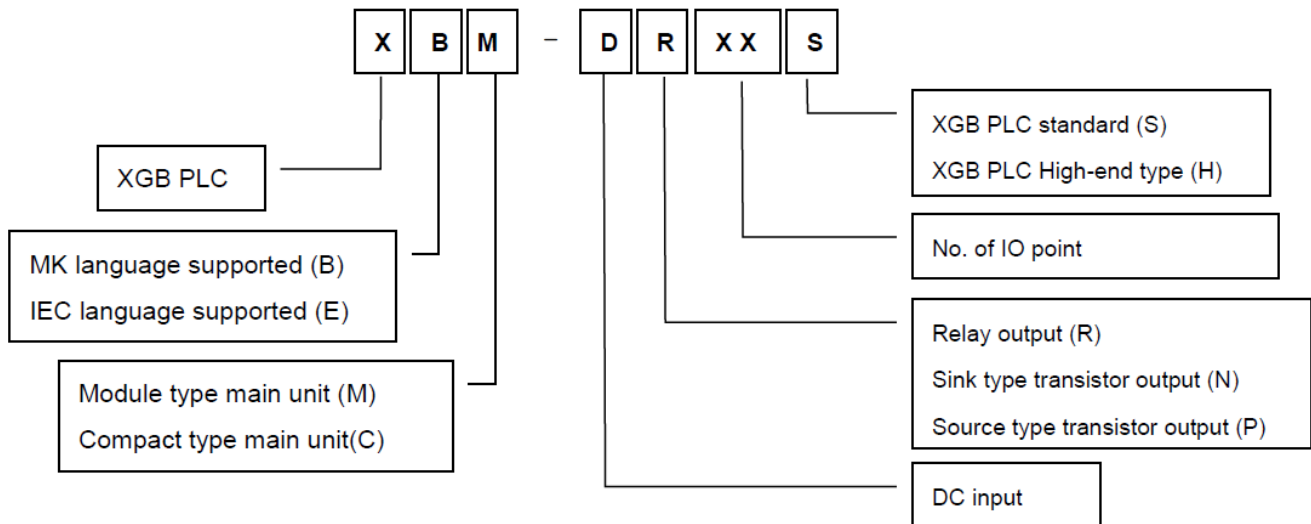 X B M - D R X X S
XGB PLC
MK language supported (B)
IEC language supported (E)
Module type main unit (M)
Compact type main unit(C)
XGB PLC standard (S)
XGB PLC High-end type (H)
No. of IO point
Relay output (R)
Sink type transistor output (N)
Source type transistor output (P)
DC input